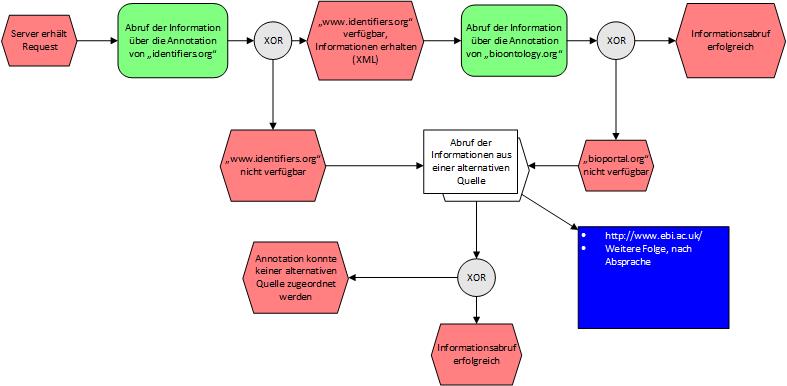 Server erhält
Request
Abruf der Information
über die Annotation
von „identifiers.org“
XOR
„www.identifiers.org“
verfügbar,
Informationen erhalten
(XML)
Abruf der Information
über die Annotation
von „bioontology.org“
XOR
Informationsabruf
erfolgreich
„www.identifiers.org“
nicht verfügbar
Abruf der
Informationen aus
einer alternativen
Quelle
„bioportal.org“
nicht verfügbar
• http://www.ebi.ac.uk/
• Weitere Folge, nach
Absprache
Annotation konnte
keiner alternativen
Quelle zugeordnet
werden
XOR
Informationsabruf
erfolgreich